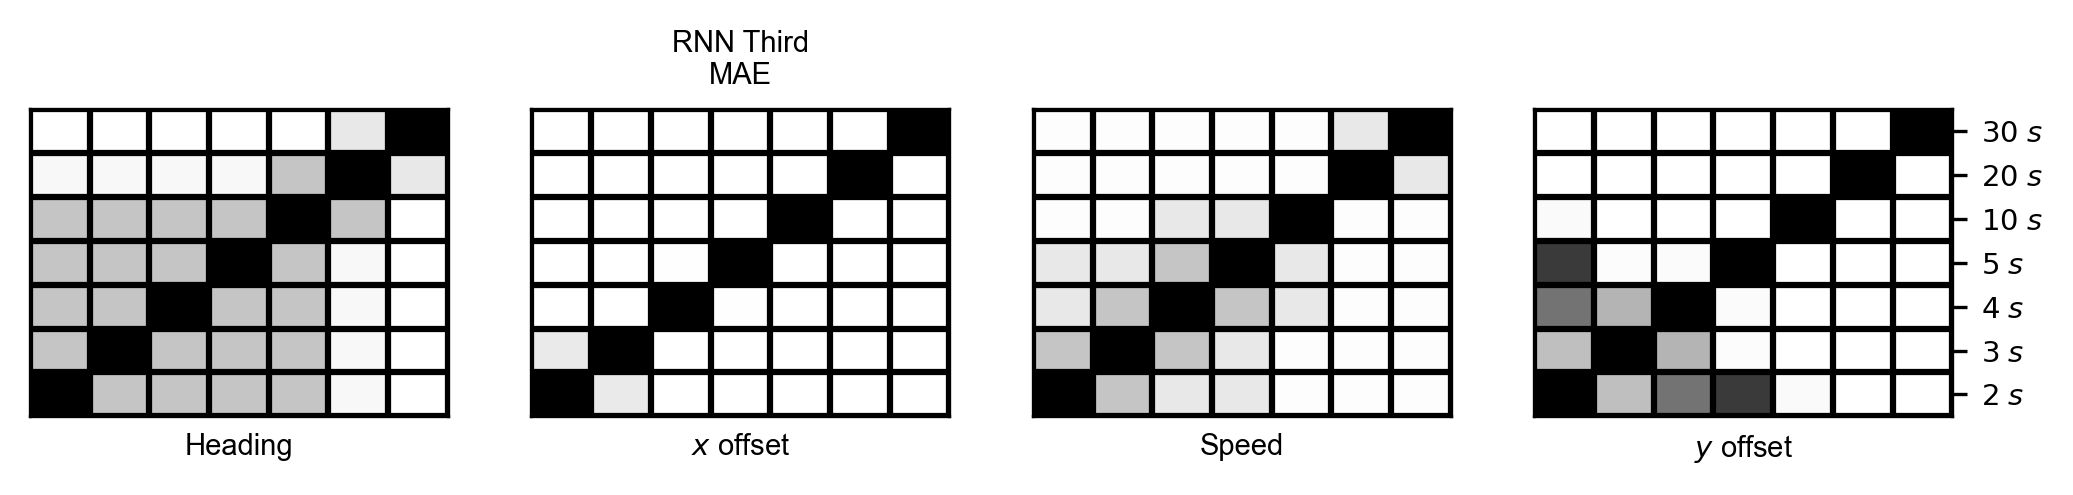 RNN Third
MAE
30 s
20 s
10 s
5 s
4 s
3 s
2 s
Heading
x offset
Speed
y offset